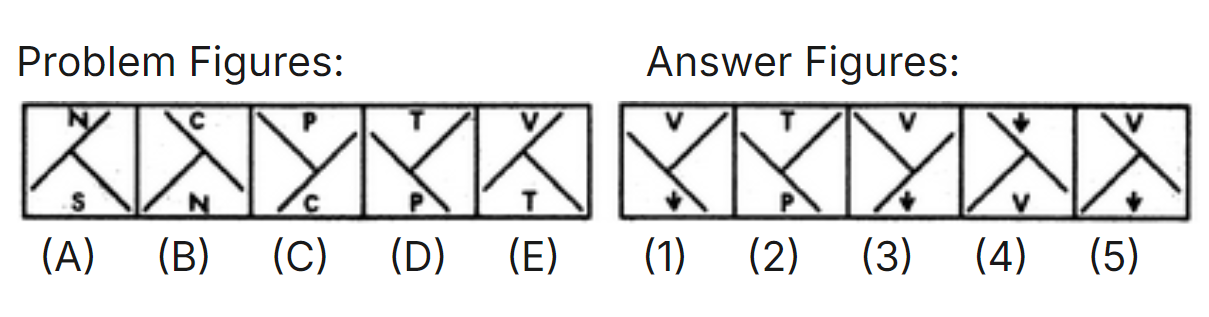 Problem Figures: Answer Figures:
N C P T V V T V ↓ V
S N C P T ↓ P ↓ V ↓
(A) (B) (C) (D) (E) (1) (2) (3) (4) (5)